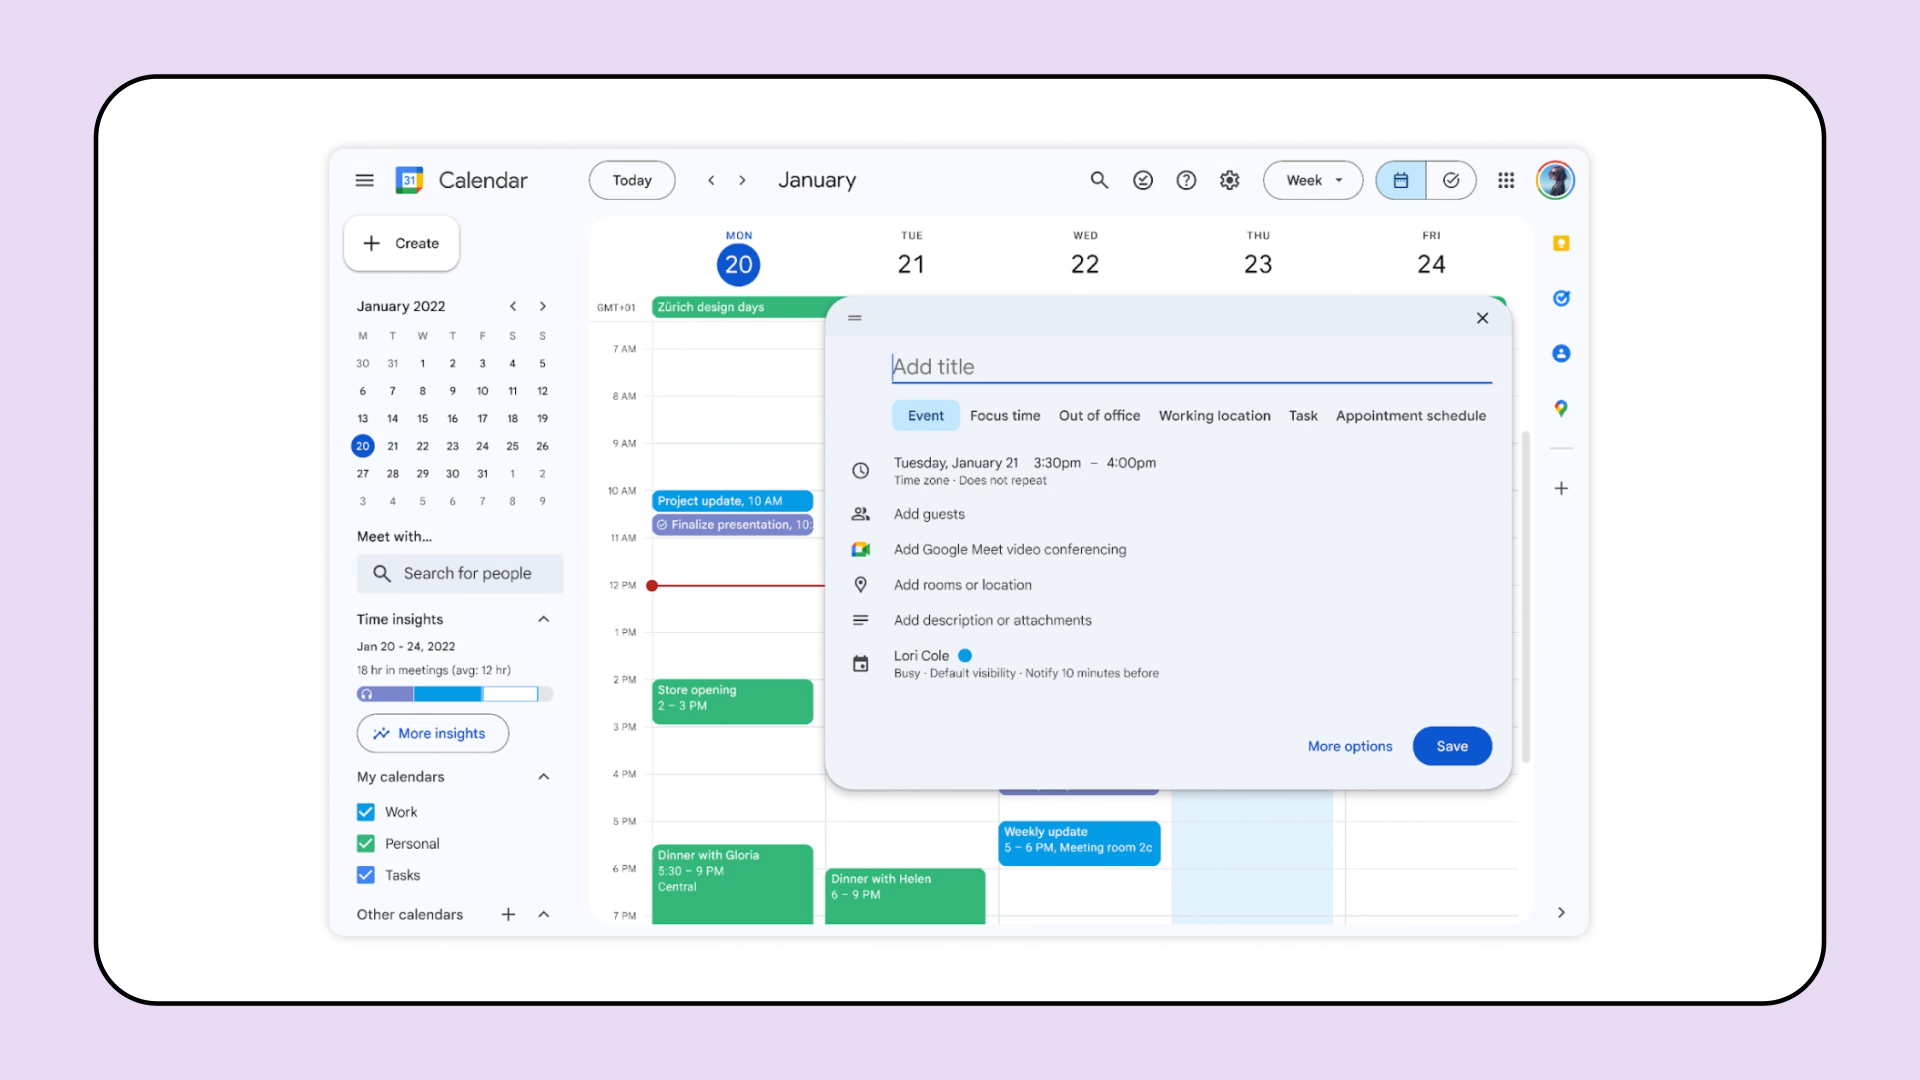 31 Calendar
Today
January
Week
Create
January 2022
M T W T F S S
30 31 1 2 3 4 5
6 7 8 9 10 11 12
13 14 15 16 17 18 19
20 21 22 23 24 25 26
27 28 29 30 31 1 2
3 4 5 6 7 8 9
Meet with...
Search for people
Time insights
Jan 20 - 24, 2022
18 hr in meetings (avg: 12 hr)
More insights
My calendars
Work
Personal
Tasks
Other calendars
MON TUE WED THU FRI
20 21 22 23 24
GMT+01
Zürich design days
7 AM
8 AM
9 AM
10 AM
11 AM
12 PM
1 PM
2 PM
3 PM
4 PM
5 PM
6 PM
7 PM
Project update, 10 AM
Finalize presentation, 10:
Store opening
2 – 3 PM
Dinner with Gloria
5:30 – 9 PM
Central
Dinner with Helen
6 – 9 PM
Weekly update
5 – 6 PM, Meeting room 2c
Add title
Event Focus time Out of office Working location Task Appointment schedule
Tuesday, January 21 3:30pm – 4:00pm
Time zone · Does not repeat
Add guests
Add Google Meet video conferencing
Add rooms or location
Add description or attachments
Lori Cole
Busy · Default visibility · Notify 10 minutes before
More options
Save